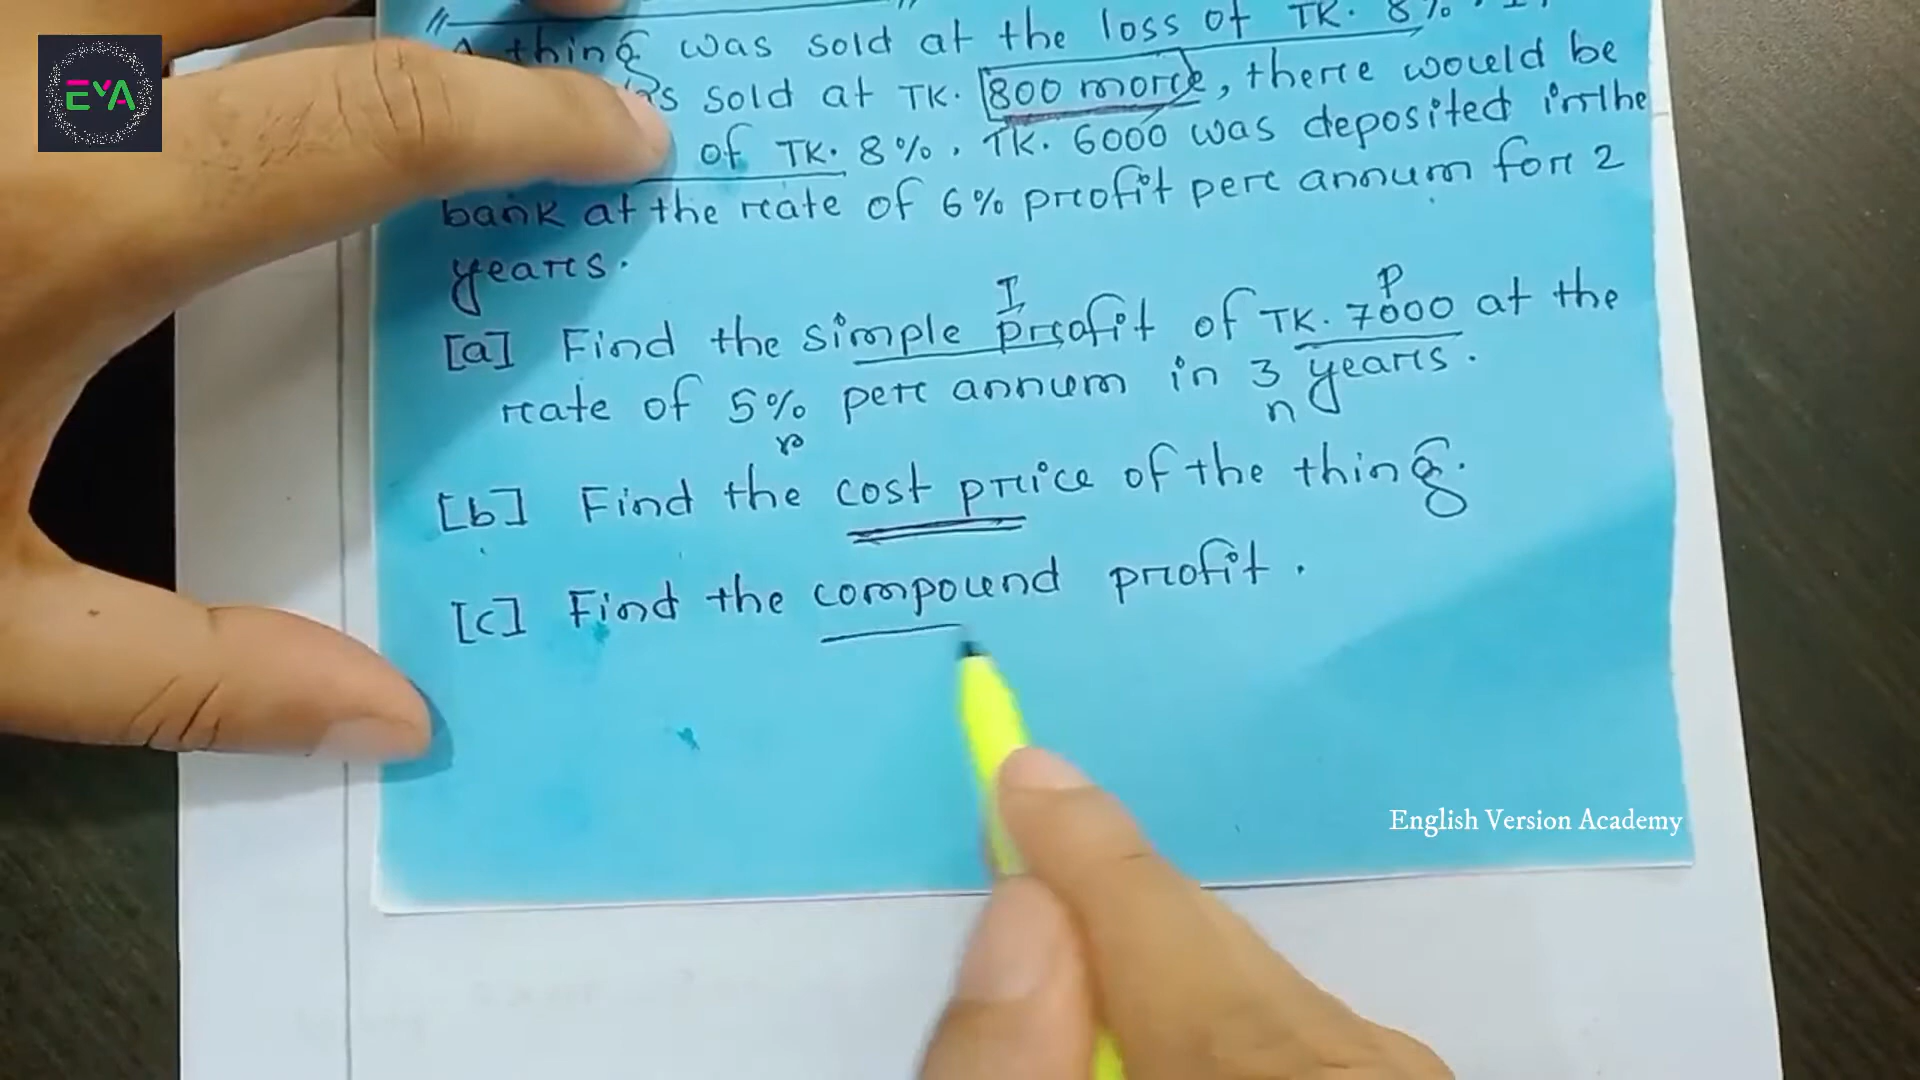 EYA
A thing was sold at the loss of TK. 8%. If
sold at TK. 800 more, there would be
of TK. 8%. TK. 6000 was deposited in the
bank at the rate of 6% profit per annum for 2
years.
I P
[a] Find the simple profit of TK. 7000 at the
rate of 5% per annum in 3 years.
r n
[b] Find the cost price of the thing.
[c] Find the compound profit.
English Version Academy